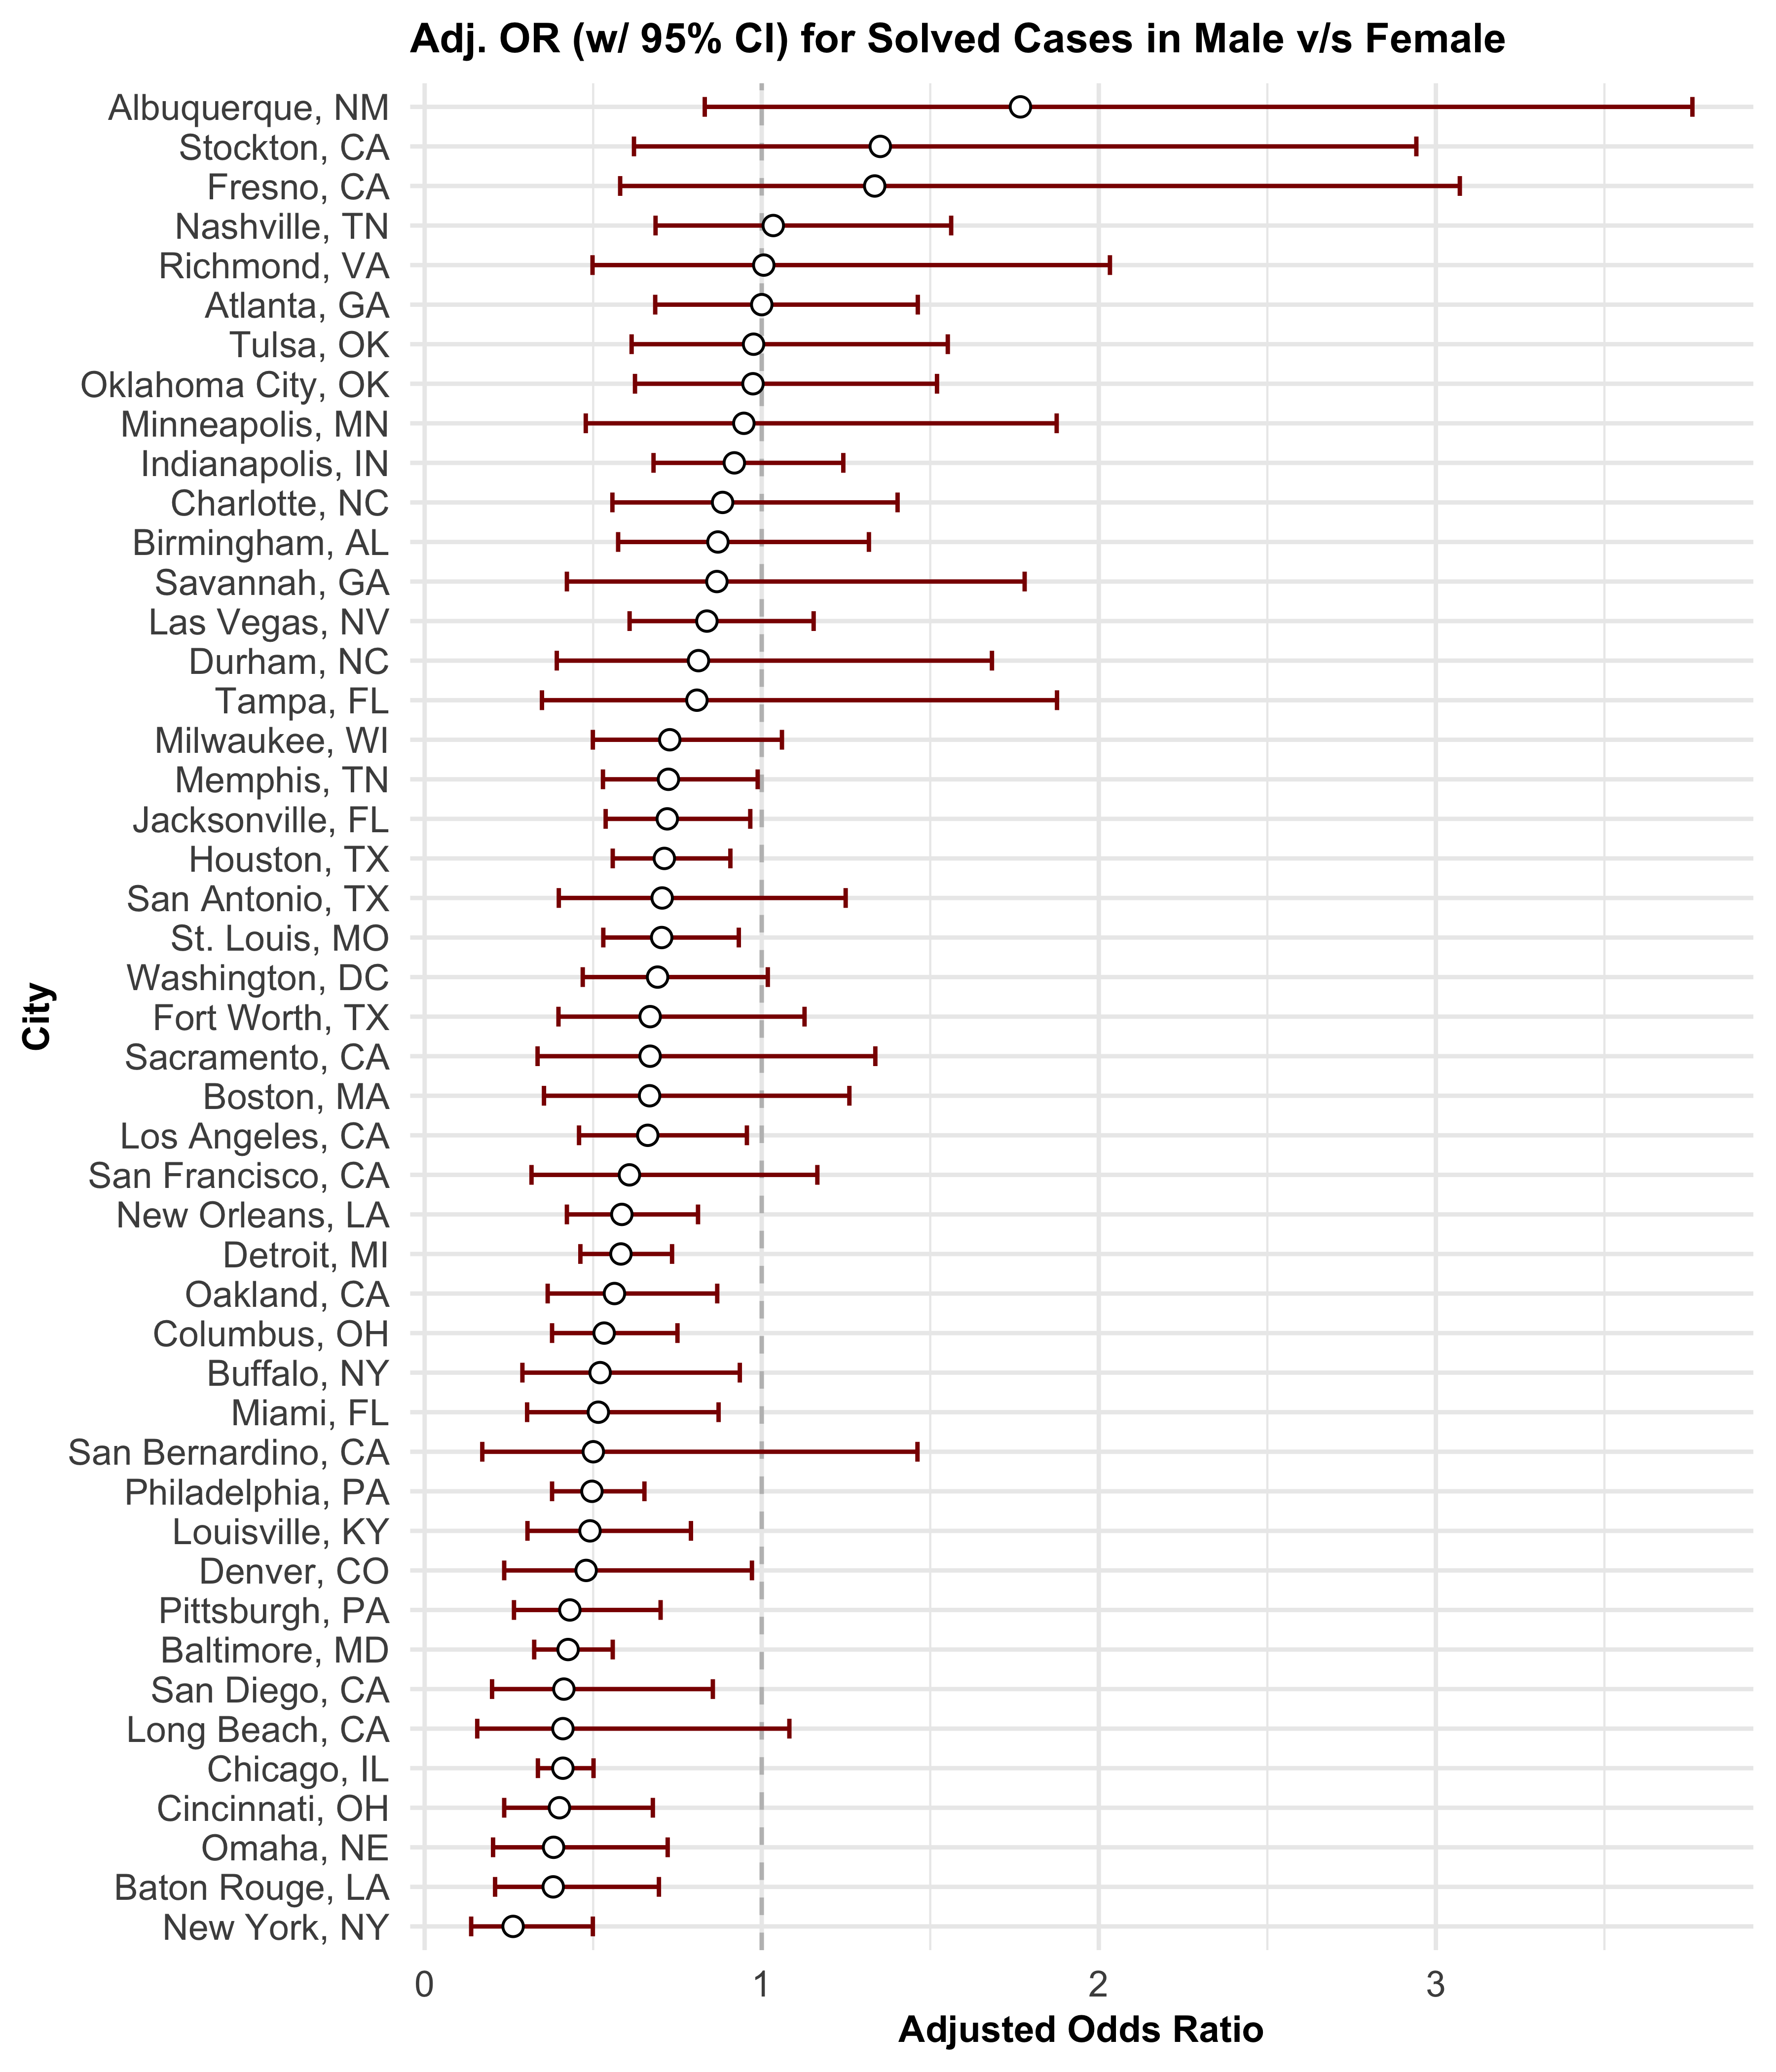 Adj. OR (w/ 95% CI) for Solved Cases in Male v/s Female
Albuquerque, NM
Stockton, CA
Fresno, CA
Nashville, TN
Richmond, VA
Atlanta, GA
Tulsa, OK
Oklahoma City, OK
Minneapolis, MN
Indianapolis, IN
Charlotte, NC
Birmingham, AL
Savannah, GA
Las Vegas, NV
Durham, NC
Tampa, FL
Milwaukee, WI
Memphis, TN
Jacksonville, FL
Houston, TX
San Antonio, TX
St. Louis, MO
Washington, DC
Fort Worth, TX
Sacramento, CA
Boston, MA
Los Angeles, CA
San Francisco, CA
New Orleans, LA
Detroit, MI
Oakland, CA
Columbus, OH
Buffalo, NY
Miami, FL
San Bernardino, CA
Philadelphia, PA
Louisville, KY
Denver, CO
Pittsburgh, PA
Baltimore, MD
San Diego, CA
Long Beach, CA
Chicago, IL
Cincinnati, OH
Omaha, NE
Baton Rouge, LA
New York, NY
City
0 1 2 3
Adjusted Odds Ratio